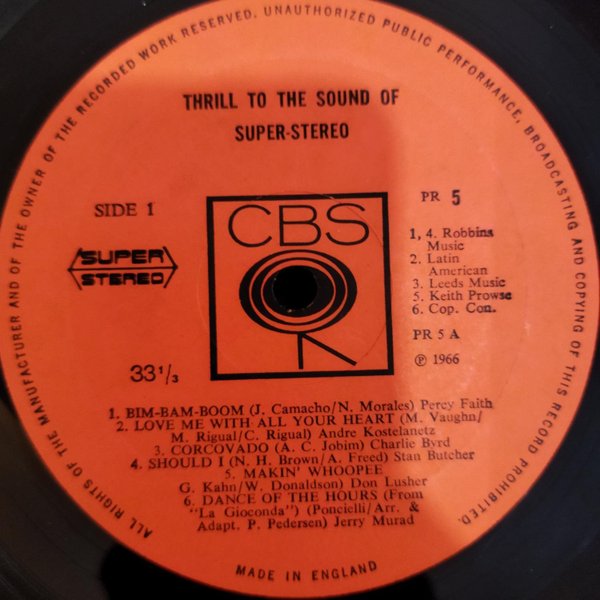 ALL RIGHTS OF THE MANUFACTURER AND OF THE OWNER OF THE RECORDED WORK RESERVED. UNAUTHORIZED PUBLIC PERFORMANCE, BROADCASTING AND COPYING OF THIS RECORD PROHIBITED.
THRILL TO THE SOUND OF
SUPER-STEREO
SIDE 1
SUPER
STEREO
33 1/3
CBS
PR 5
1, 4. Robbins
Music
2. Latin
American
3. Leeds Music
5. Keith Prowse
6. Cop. Con.
PR 5 A
℗ 1966
1. BIM-BAM-BOOM (J. Camacho/N. Morales) Percy Faith
2. LOVE ME WITH ALL YOUR HEART (M. Vaughn/
M. Rigual/C. Rigual) Andre Kostelanetz
3. CORCOVADO (A. C. Jobim) Charlie Byrd
4. SHOULD I (N. H. Brown/A. Freed) Stan Butcher
5. MAKIN' WHOOPEE
G. Kahn/W. Donaldson) Don Lusher
6. DANCE OF THE HOURS (From
"La Gioconda") (Poncielli/Arr. &
Adapt. P. Pedersen) Jerry Murad
MADE IN ENGLAND